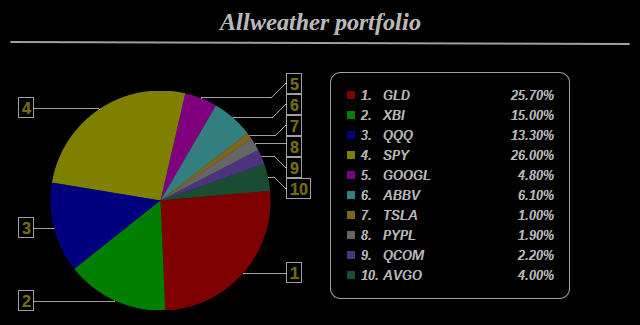 Allweather portfolio
5
6
4
7
8
9
10
3
1
2
1. GLD 25.70%
2. XBI 15.00%
3. QQQ 13.30%
4. SPY 26.00%
5. GOOGL 4.80%
6. ABBV 6.10%
7. TSLA 1.00%
8. PYPL 1.90%
9. QCOM 2.20%
10. AVGO 4.00%